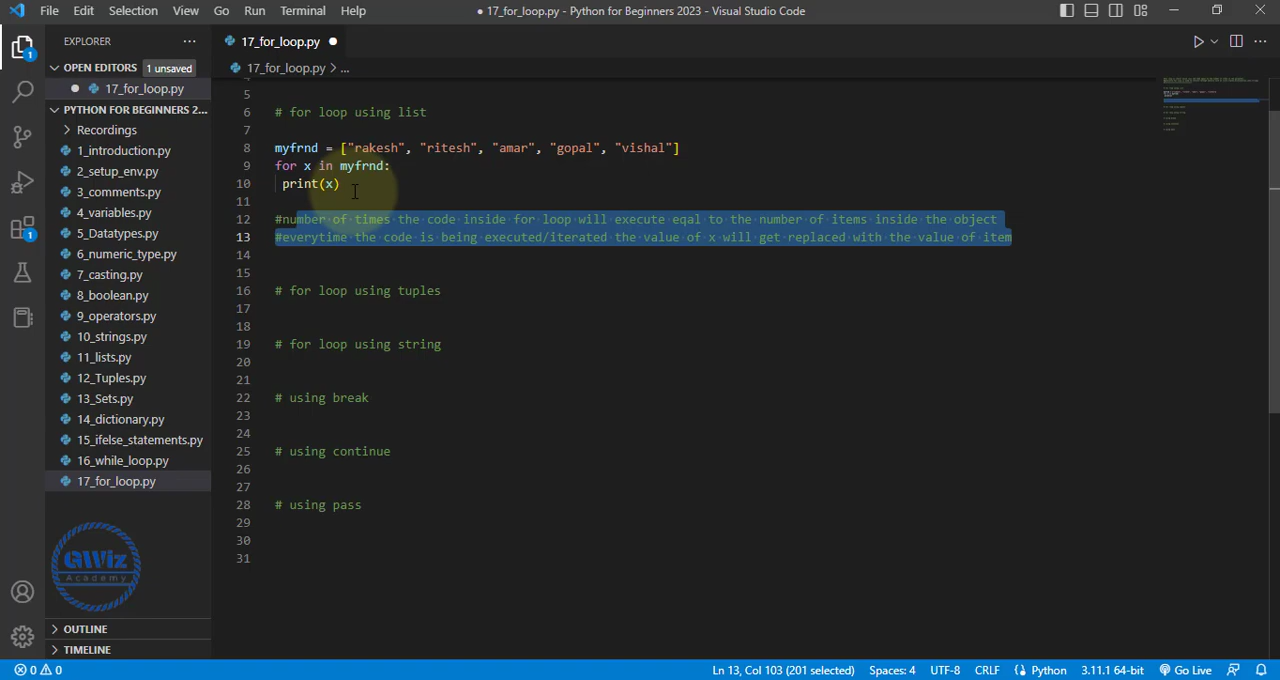 File Edit Selection View Go Run Terminal Help ● 17_for_loop.py - Python for Beginners 2023 - Visual Studio Code
EXPLORER ···
OPEN EDITORS 1 unsaved
17_for_loop.py
PYTHON FOR BEGINNERS 2...
Recordings
1_introduction.py
2_setup_env.py
3_comments.py
4_variables.py
5_Datatypes.py
6_numeric_type.py
7_casting.py
8_boolean.py
9_operators.py
10_strings.py
11_lists.py
12_Tuples.py
13_Sets.py
14_dictionary.py
15_ifelse_statements.py
16_while_loop.py
17_for_loop.py
GWiz
Academy
OUTLINE
TIMELINE
1
1
17_for_loop.py ●
17_for_loop.py > ...
5
6 # for loop using list
7
8 myfrnd = ["rakesh", "ritesh", "amar", "gopal", "vishal"]
9 for x in myfrnd:
10 print(x)
11
12 #number of times the code inside for loop will execute eqal to the number of items inside the object
13 #everytime the code is being executed/iterated the value of x will get replaced with the value of item
14
15
16 # for loop using tuples
17
18
19 # for loop using string
20
21
22 # using break
23
24
25 # using continue
26
27
28 # using pass
29
30
31
0 0 Ln 13, Col 103 (201 selected) Spaces: 4 UTF-8 CRLF Python 3.11.1 64-bit Go Live